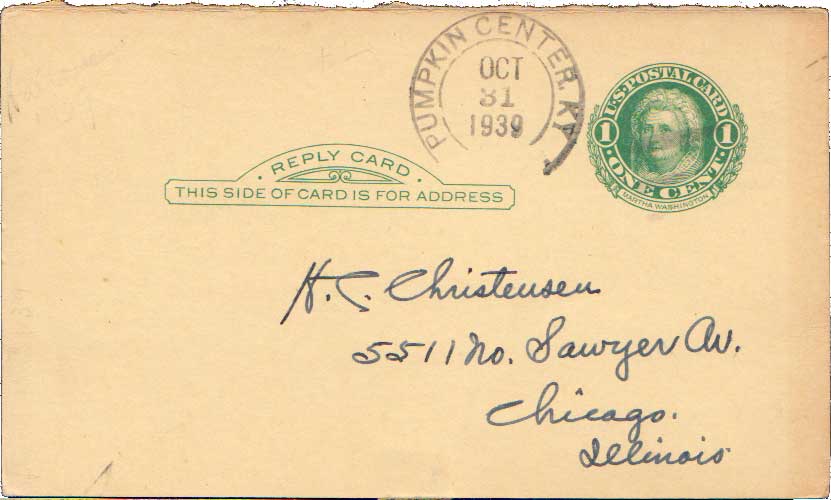 PUMPKIN CENTER, KY.
OCT
31
1939
U.S. POSTAL CARD
1 1
ONE CENT
MARTHA WASHINGTON
REPLY CARD
THIS SIDE OF CARD IS FOR ADDRESS
H. C. Christensen
5511 No. Sawyer Av.
Chicago.
Illinois